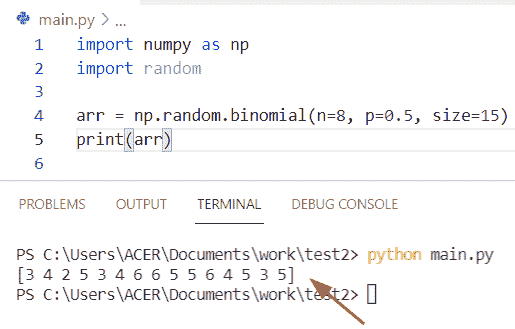 main.py > ...
1 import numpy as np
2 import random
3
4 arr = np.random.binomial(n=8, p=0.5, size=15)
5 print(arr)
6
PROBLEMS OUTPUT TERMINAL DEBUG CONSOLE
PS C:\Users\ACER\Documents\work\test2> python main.py
[3 4 2 5 3 4 6 6 5 5 6 4 5 3 5]
PS C:\Users\ACER\Documents\work\test2>